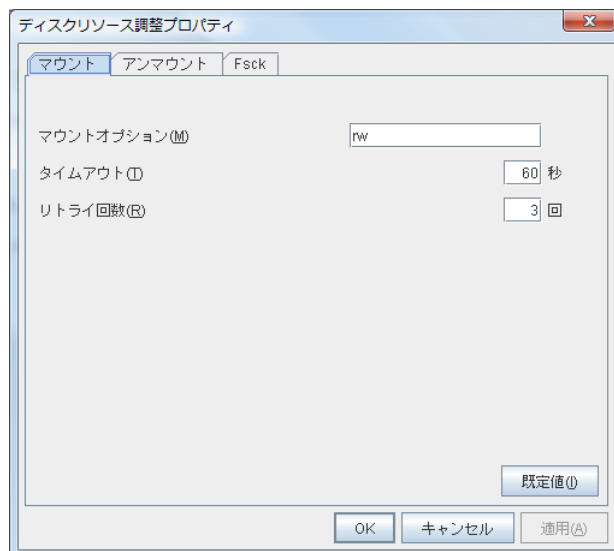 ディスクリソース調整プロパティ
マウント アンマウント Fsck
マウントオプション(M) rw
タイムアウト(T) 60 秒
リトライ回数(R) 3 回
既定値(I)
OK キャンセル 適用(A)